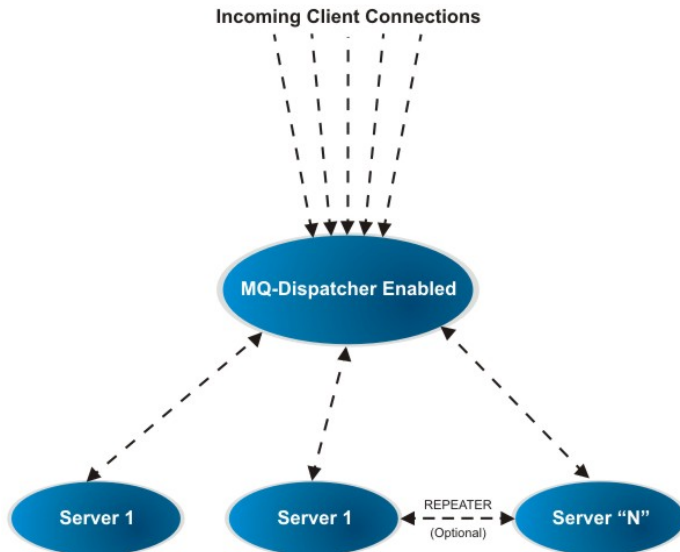 Incoming Client Connections
MQ-Dispatcher Enabled
Server 1
Server 1
REPEATER
(Optional)
Server “N”